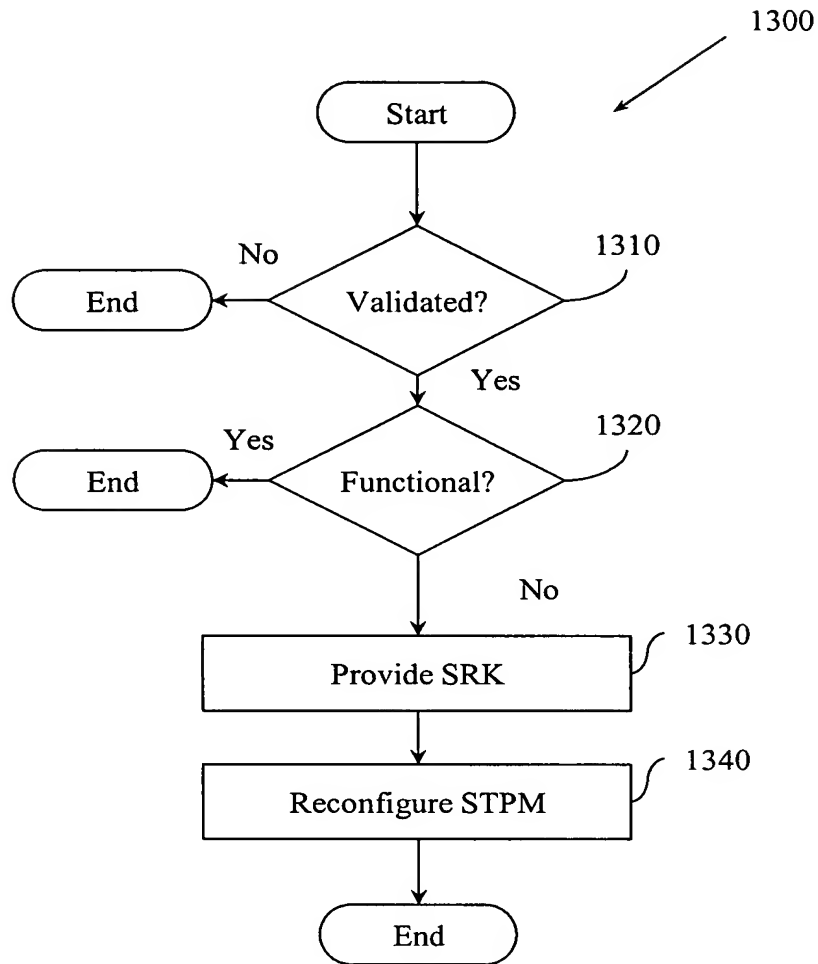 1300
Start
No
1310
End
Validated?
Yes
Yes
1320
End
Functional?
No
1330
Provide SRK
1340
Reconfigure STPM
End